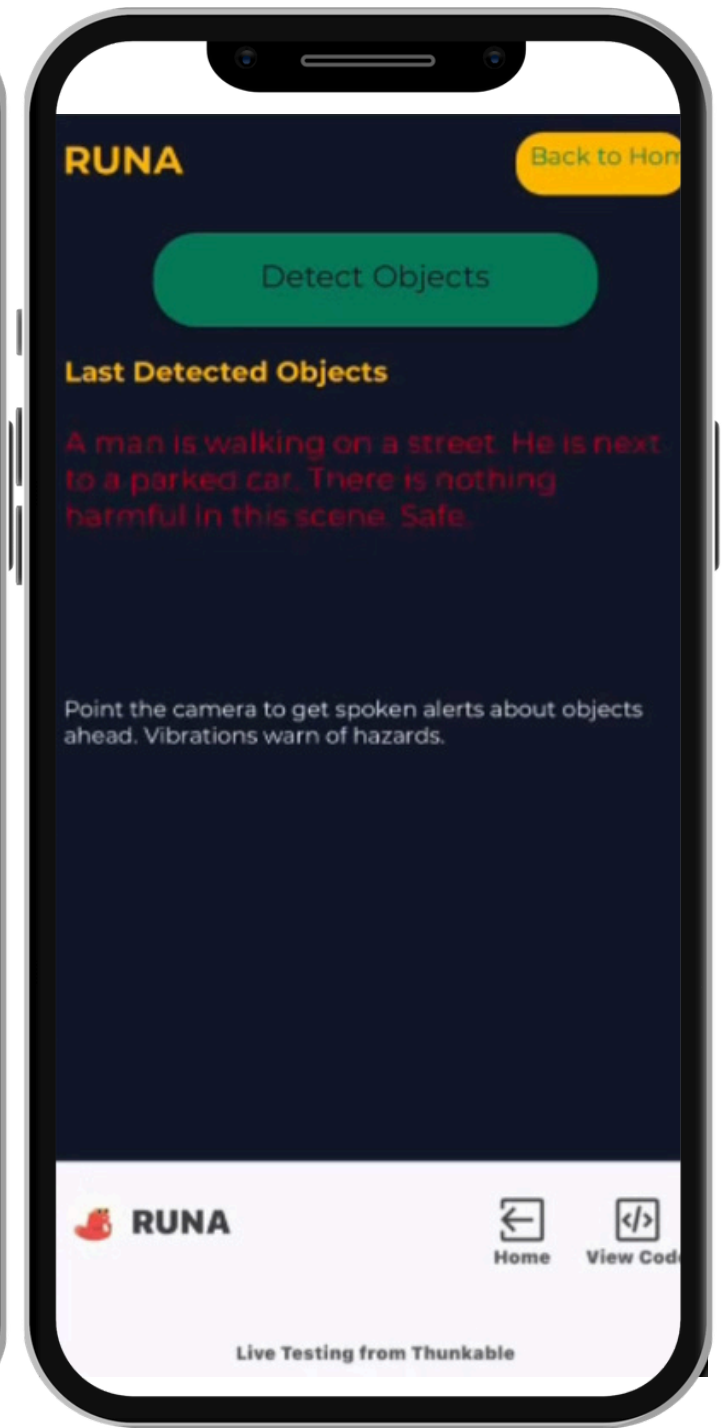 RUNA
Back to Hom
Detect Objects
Last Detected Objects
A man is walking on a street. He is next
to a parked car. There is nothing
harmful in this scene. Safe.
Point the camera to get spoken alerts about objects
ahead. Vibrations warn of hazards.
RUNA
Home
View Cod
Live Testing from Thunkable